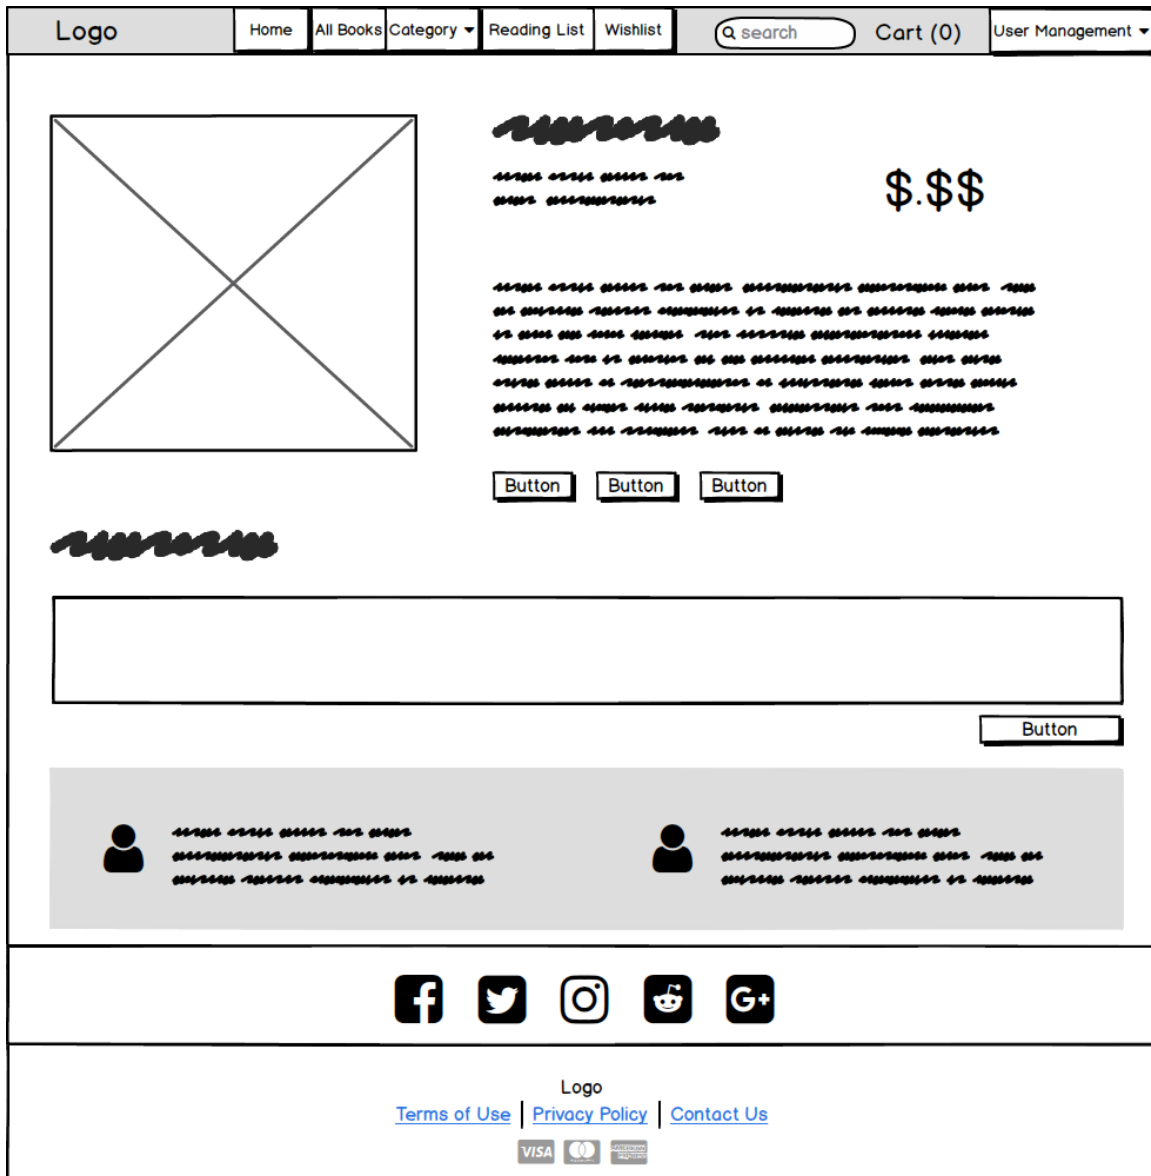 Logo Home All Books Category Reading List Wishlist search Cart (0) User Management
$.$$
Button Button Button
Button
Logo
Terms of Use Privacy Policy Contact Us
VISA